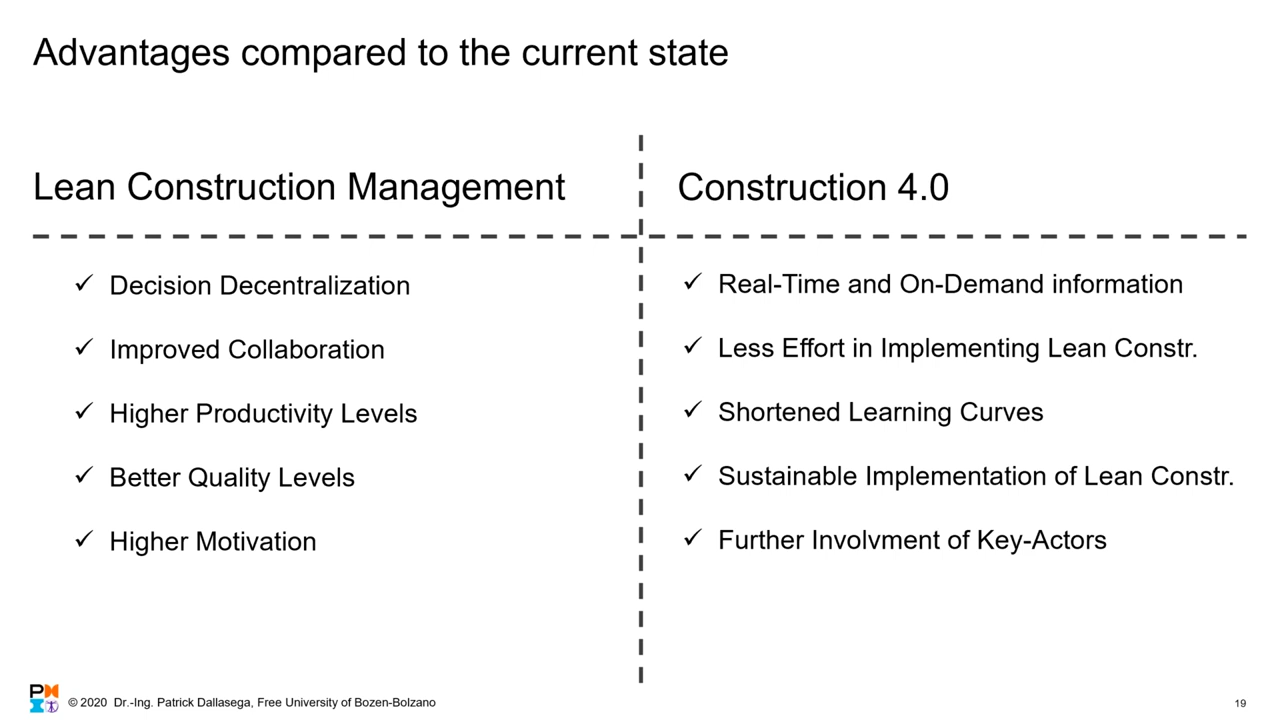 Advantages compared to the current state
Lean Construction Management
Construction 4.0
✓ Decision Decentralization
✓ Improved Collaboration
✓ Higher Productivity Levels
✓ Better Quality Levels
✓ Higher Motivation
✓ Real-Time and On-Demand information
✓ Less Effort in Implementing Lean Constr.
✓ Shortened Learning Curves
✓ Sustainable Implementation of Lean Constr.
✓ Further Involvment of Key-Actors
© 2020 Dr.-Ing. Patrick Dallasega, Free University of Bozen-Bolzano
19